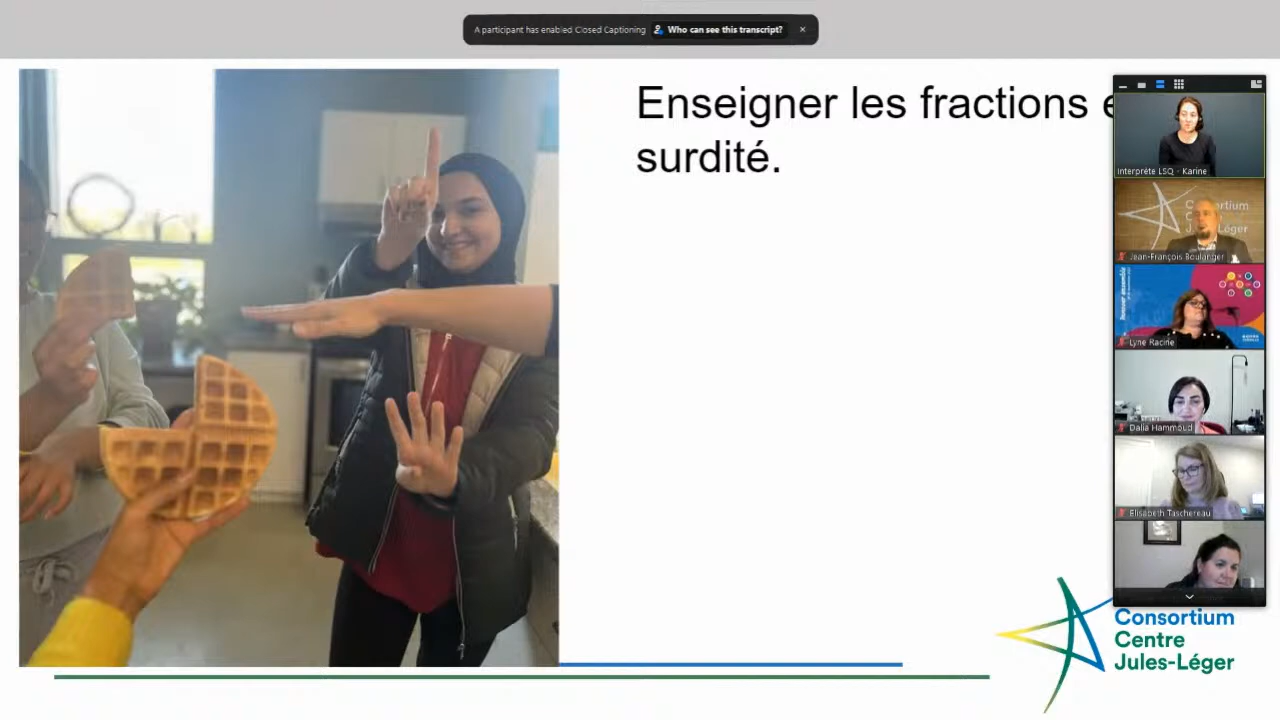 A participant has enabled Closed Captioning Who can see this transcript?
Enseigner les fractions
surdité.
Interprète LSQ - Karine
Jean-François Boulanger
Lyne Racine
Dalia Hammoud
Elisabeth Taschereau
Consortium
Centre
Jules-Léger